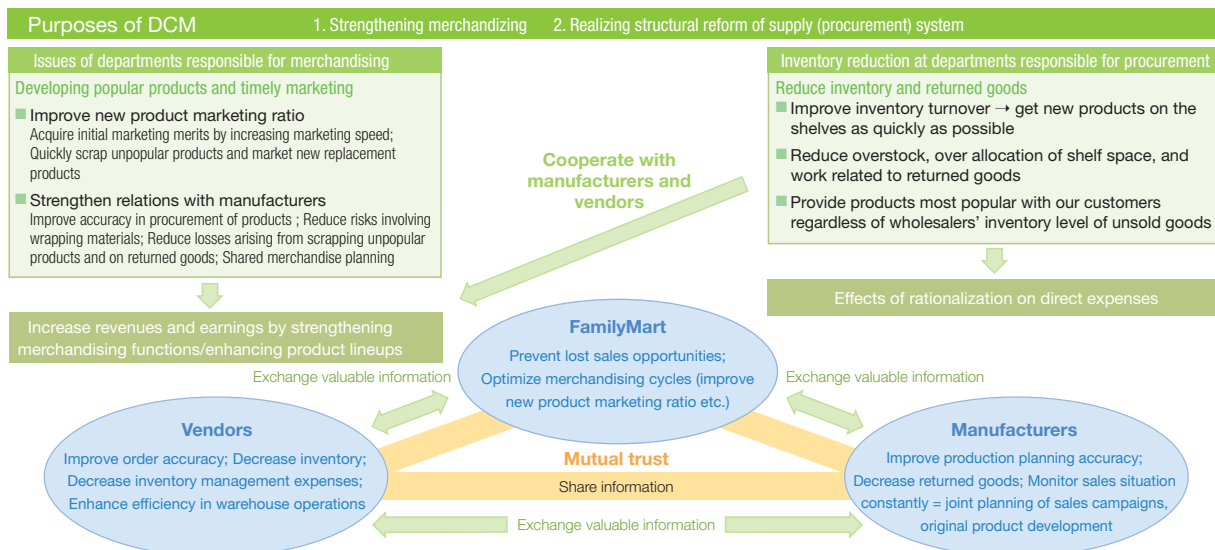 Purposes of DCM
1. Strengthening merchandizing 2. Realizing structural reform of supply (procurement) system
Issues of departments responsible for merchandising
Developing popular products and timely marketing
■ Improve new product marketing ratio
Acquire initial marketing merits by increasing marketing speed;
Quickly scrap unpopular products and market new replacement
products
■ Strengthen relations with manufacturers
Improve accuracy in procurement of products ; Reduce risks involving
wrapping materials; Reduce losses arising from scrapping unpopular
products and on returned goods; Shared merchandise planning
Increase revenues and earnings by strengthening
merchandising functions/enhancing product lineups
Cooperate with
manufacturers and
vendors
Inventory reduction at departments responsible for procurement
Reduce inventory and returned goods
■ Improve inventory turnover → get new products on the
shelves as quickly as possible
■ Reduce overstock, over allocation of shelf space, and
work related to returned goods
■ Provide products most popular with our customers
regardless of wholesalers' inventory level of unsold goods
Effects of rationalization on direct expenses
FamilyMart
Prevent lost sales opportunities;
Optimize merchandising cycles (improve
new product marketing ratio etc.)
Exchange valuable information
Exchange valuable information
Vendors
Improve order accuracy; Decrease inventory;
Decrease inventory management expenses;
Enhance efficiency in warehouse operations
Mutual trust
Share information
Manufacturers
Improve production planning accuracy;
Decrease returned goods; Monitor sales situation
constantly = joint planning of sales campaigns,
original product development
Exchange valuable information